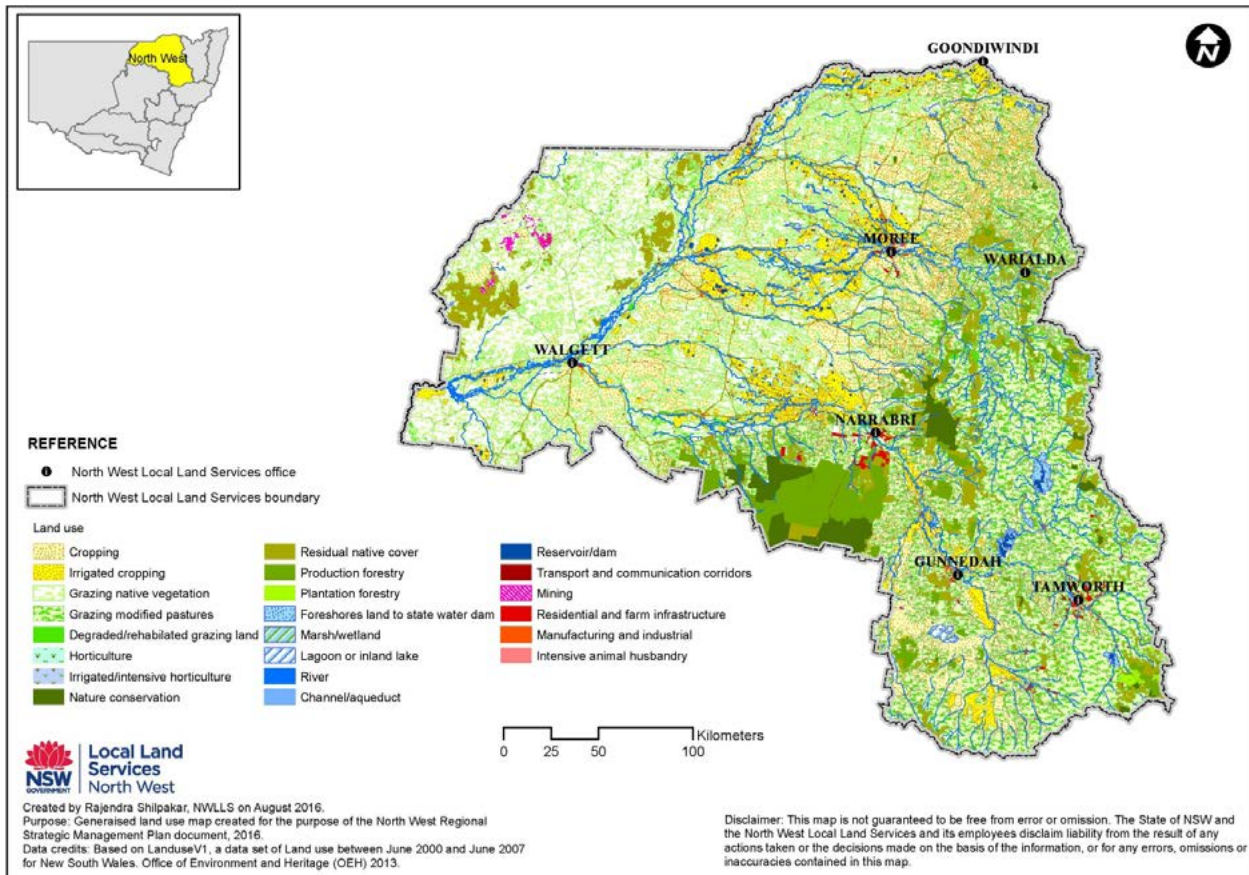 North West
N
GOONDIWINDI
MOREE
WARIALDA
WALGETT
NARRABRI
GUNNEDAH
TAMWORTH
REFERENCE
North West Local Land Services office
North West Local Land Services boundary
Land use
Cropping
Irrigated cropping
Grazing native vegetation
Grazing modified pastures
Degraded/rehabilated grazing land
Horticulture
Irrigated/intensive horticulture
Nature conservation
Residual native cover
Production forestry
Plantation forestry
Foreshores land to state water dam
Marsh/wetland
Lagoon or inland lake
River
Channel/aqueduct
Reservoir/dam
Transport and communication corridors
Mining
Residential and farm infrastructure
Manufacturing and industrial
Intensive animal husbandry
Kilometers
0 25 50 100
NSW
GOVERNMENT
Local Land
Services
North West
Created by Rajendra Shilpakar, NWLLS on August 2016.
Purpose: Generaised land use map created for the purpose of the North West Regional
Strategic Management Plan document, 2016.
Data credits: Based on LanduseV1, a data set of Land use between June 2000 and June 2007
for New South Wales. Office of Environment and Heritage (OEH) 2013.
Disclaimer: This map is not guaranteed to be free from error or omission. The State of NSW and
the North West Local Land Services and its employees disclaim liability from the result of any
actions taken or the decisions made on the basis of the information, or for any errors, omissions or
inaccuracies contained in this map.